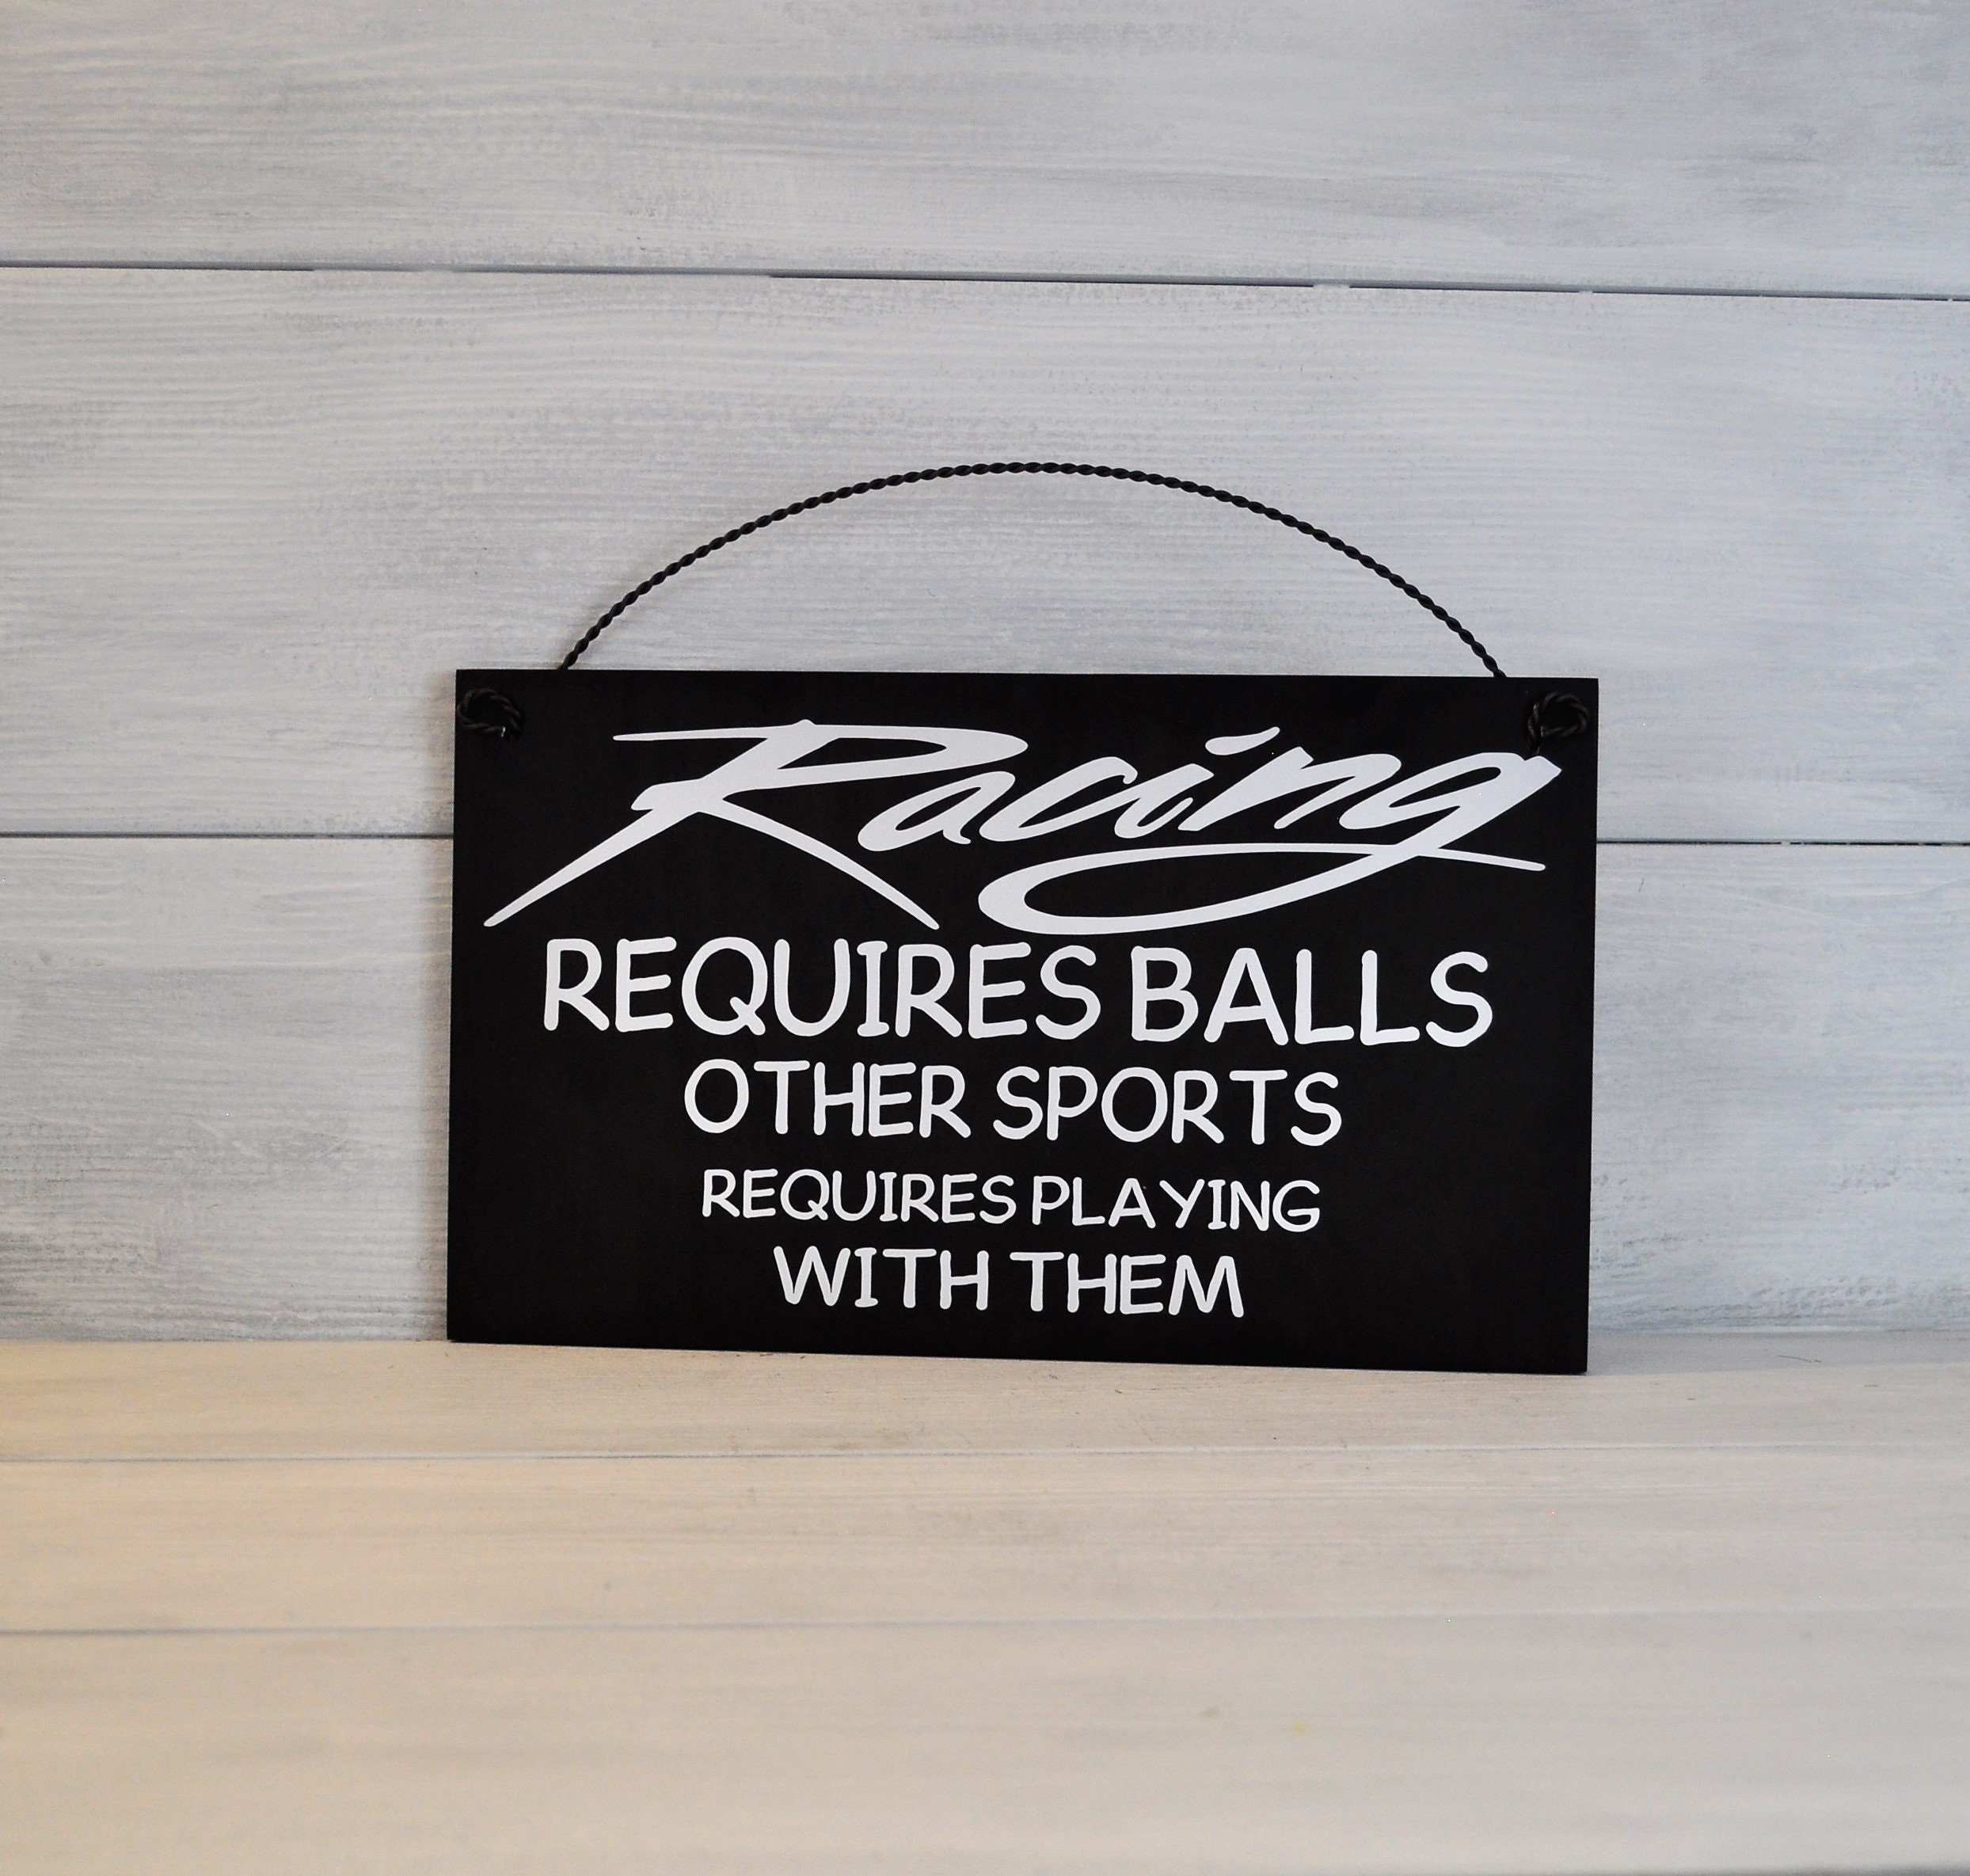 Racing
REQUIRES BALLS
OTHER SPORTS
REQUIRES PLAYING
WITH THEM